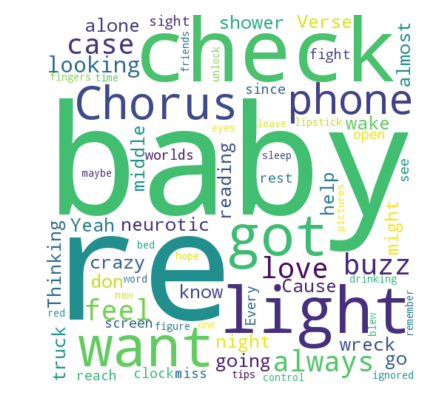 alone sight shower Verse
case check almost
looking friends fight
fingers time unlock since
Chorus phone
eyes leave lipstick wake
middle worlds reading open
baby
maybe sleep rest help pictures see
Yeah neurotic got might
Thinking re
crazy bed hope love buzz
don word know Cause drinking
feel now light
red screen figure one Every blew remember
want night wreck
truck going always go
reach clock miss tips control ignored